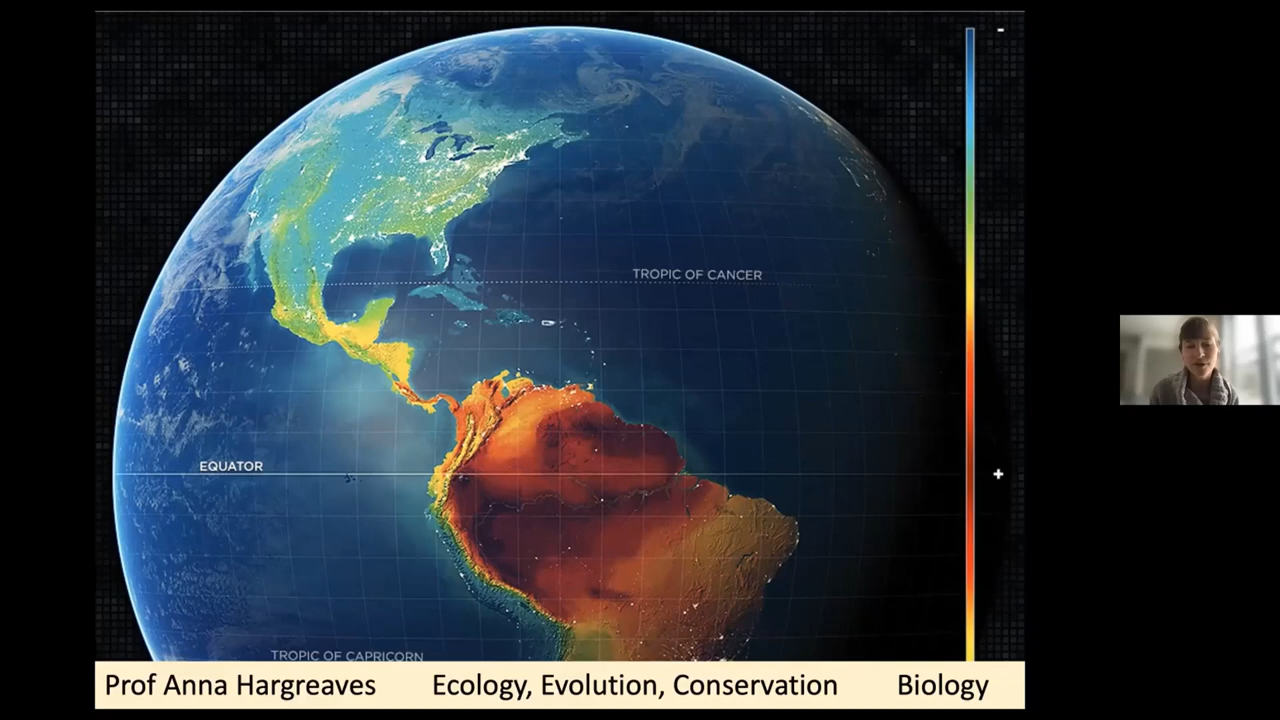 -
TROPIC OF CANCER
EQUATOR
+
TROPIC OF CAPRICORN
Prof Anna Hargreaves Ecology, Evolution, Conservation Biology